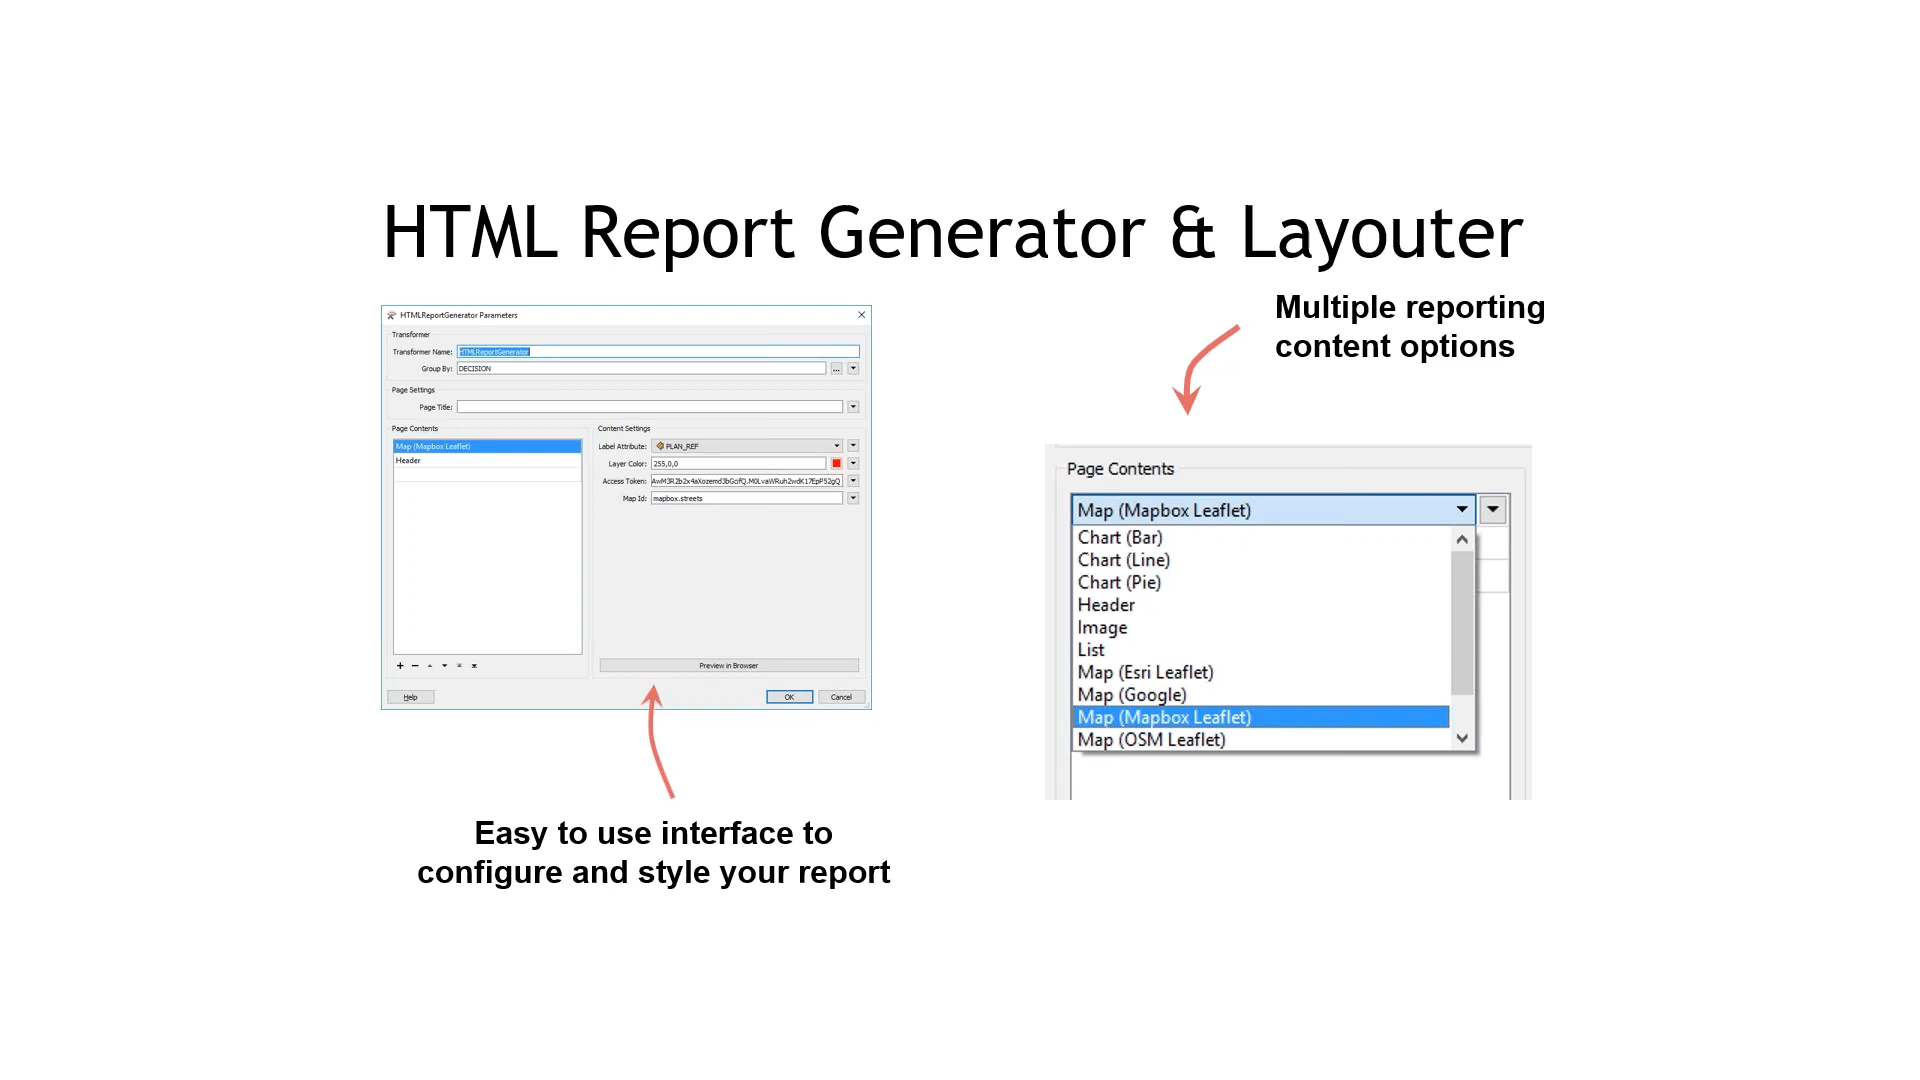 HTML Report Generator & Layouter
HTMLReportGenerator Parameters
Transformer
Transformer Name: HTMLReportGenerator
Group By: DECISION
...
Page Settings
Page Title:
Page Contents
Map (Mapbox Leaflet)
Header
Content Settings
Label Attribute: PLAN_REF
Layer Color: 255,0,0
Access Token:
Map Id: mapbox.streets
Preview in Browser
Help
OK
Cancel
Easy to use interface to
configure and style your report
Multiple reporting
content options
Page Contents
Map (Mapbox Leaflet)
Chart (Bar)
Chart (Line)
Chart (Pie)
Header
Image
List
Map (Esri Leaflet)
Map (Google)
Map (Mapbox Leaflet)
Map (OSM Leaflet)